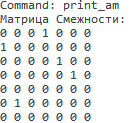 Command: print_am
Матрица Смежности:
0 0 0 1 0 0 0
1 0 0 0 0 0 0
0 0 0 0 1 0 0
0 0 0 0 0 1 0
0 0 0 0 0 0 0
0 1 0 0 0 0 0
0 0 0 0 0 0 0